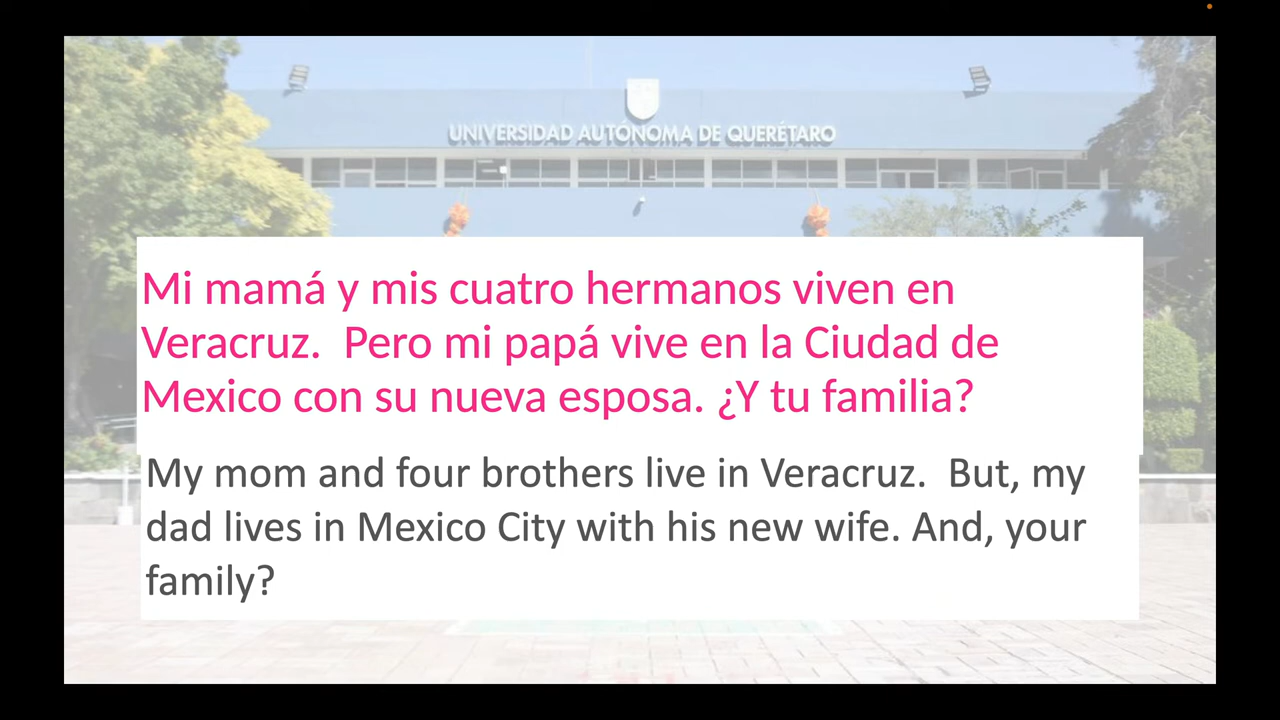 UNIVERSIDAD AUTÓNOMA DE QUERÉTARO
Mi mamá y mis cuatro hermanos viven en
Veracruz.  Pero mi papá vive en la Ciudad de
Mexico con su nueva esposa. ¿Y tu familia?
My mom and four brothers live in Veracruz.  But, my
dad lives in Mexico City with his new wife. And, your
family?